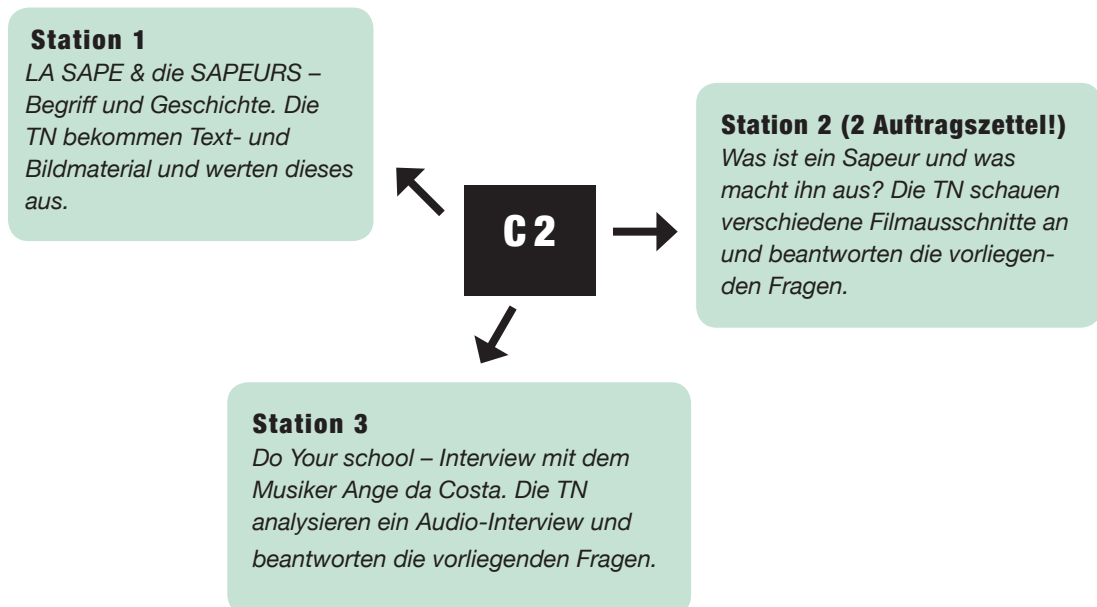 Station 1
LA SAPE & die SAPEURS –
Begriff und Geschichte. Die
TN bekommen Text- und
Bildmaterial und werten dieses
aus.
C2
Station 2 (2 Auftragszettel!)
Was ist ein Sapeur und was
macht ihn aus? Die TN schauen
verschiedene Filmausschnitte an
und beantworten die vorliegen-
den Fragen.
Station 3
Do Your school – Interview mit dem
Musiker Ange da Costa. Die TN
analysieren ein Audio-Interview und
beantworten die vorliegenden Fragen.